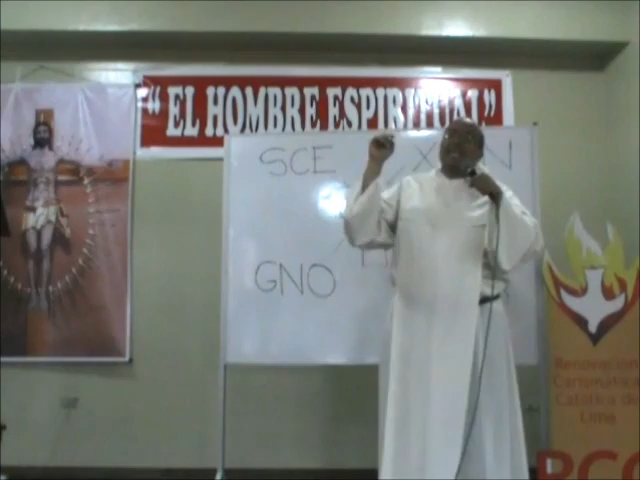 “ EL HOMBRE ESPIRITUAL”
SCE X N
GNO
Renovación
Carismática
Católica de
Lima
RCC